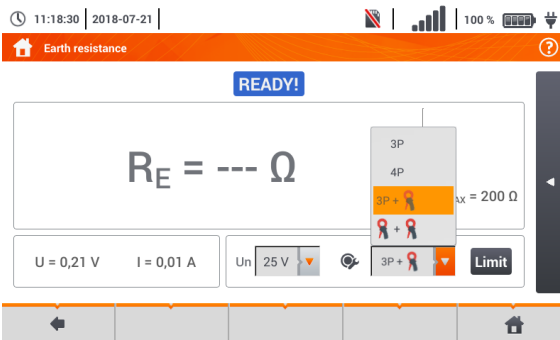 11:18:30 2018-07-21 100 %
Earth resistance ?
READY!
RE = --- Ω
3P
4P
3P +
+
AX = 200 Ω
U = 0,21 V I = 0,01 A
Un 25 V 3P + Limit